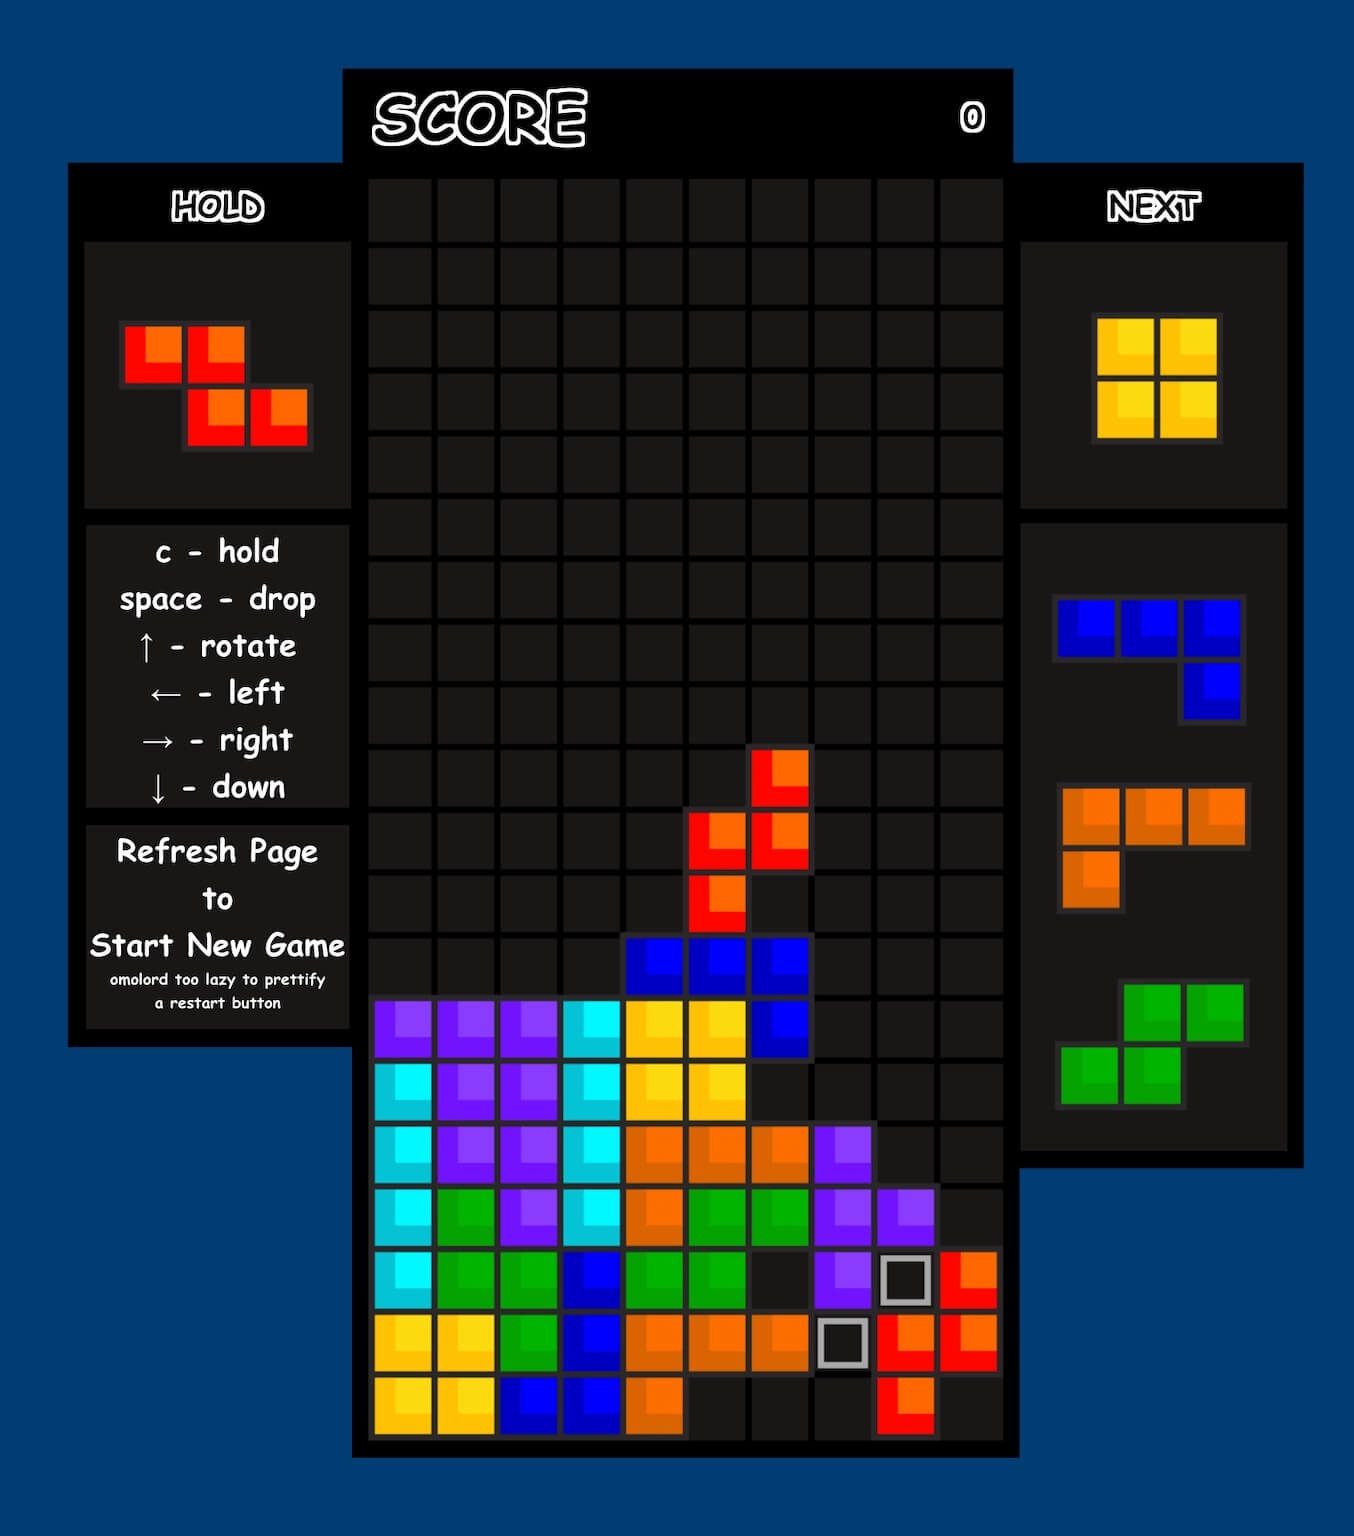 SCORE 0
HOLD
NEXT
c - hold
space - drop
↑ - rotate
← - left
→ - right
↓ - down
Refresh Page
to
Start New Game
omolord too lazy to prettify
a restart button